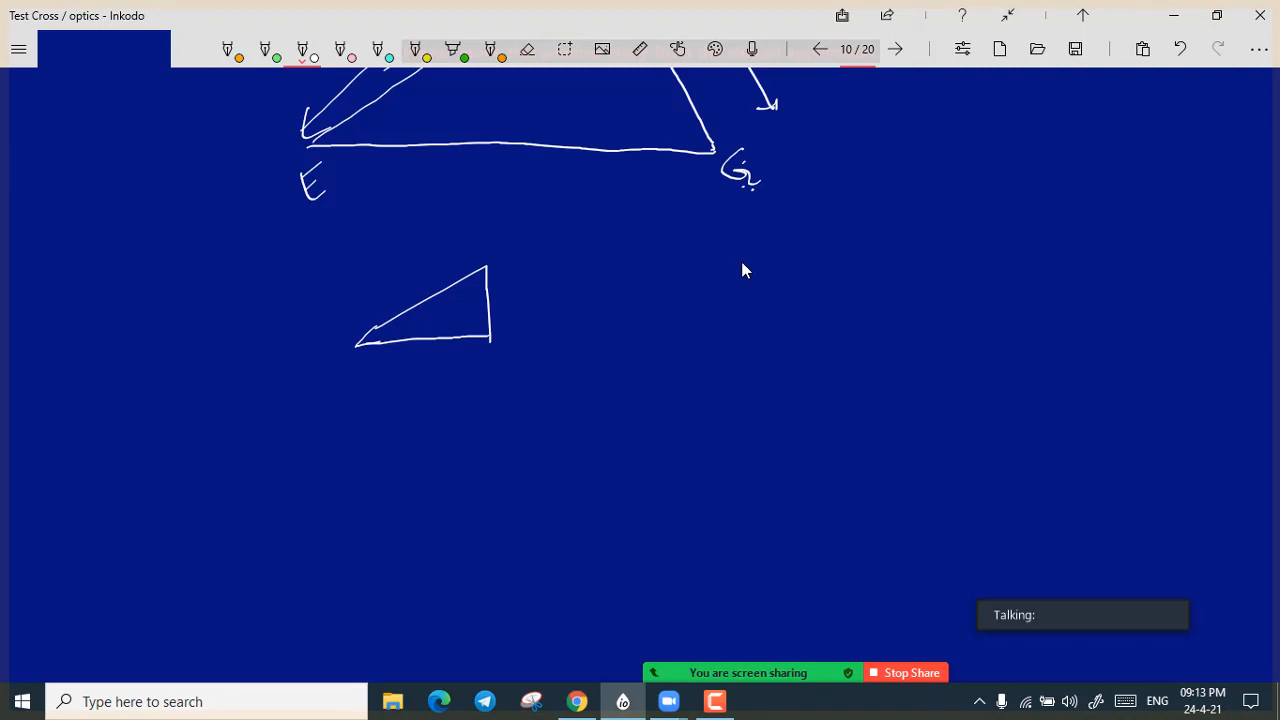 Test Cross / optics - Inkodo
10 / 20
E
Talking:
You are screen sharing
Stop Share
Type here to search
ENG
09:13 PM
24-4-21